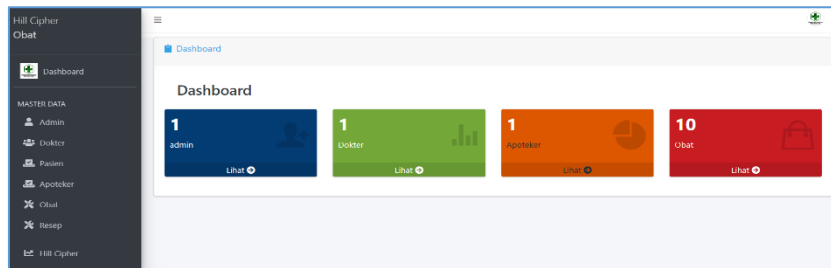 Hill Cipher
Obat
Dashboard
MASTER DATA
Admin
Dokter
Pasien
Apoteker
Obat
Resep
Hill Cipher
Dashboard
Dashboard
1
admin
Lihat
1
Dokter
Lihat
1
Apoteker
Lihat
10
Obat
Lihat